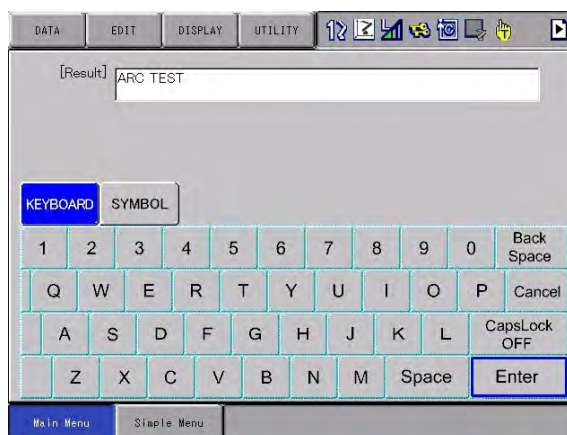 DATA EDIT DISPLAY UTILITY
[Result] ARC TEST
KEYBOARD SYMBOL
1 2 3 4 5 6 7 8 9 0 Back Space
Q W E R T Y U I O P Cancel
A S D F G H J K L CapsLock OFF
Z X C V B N M Space Enter
Main Menu Simple Menu